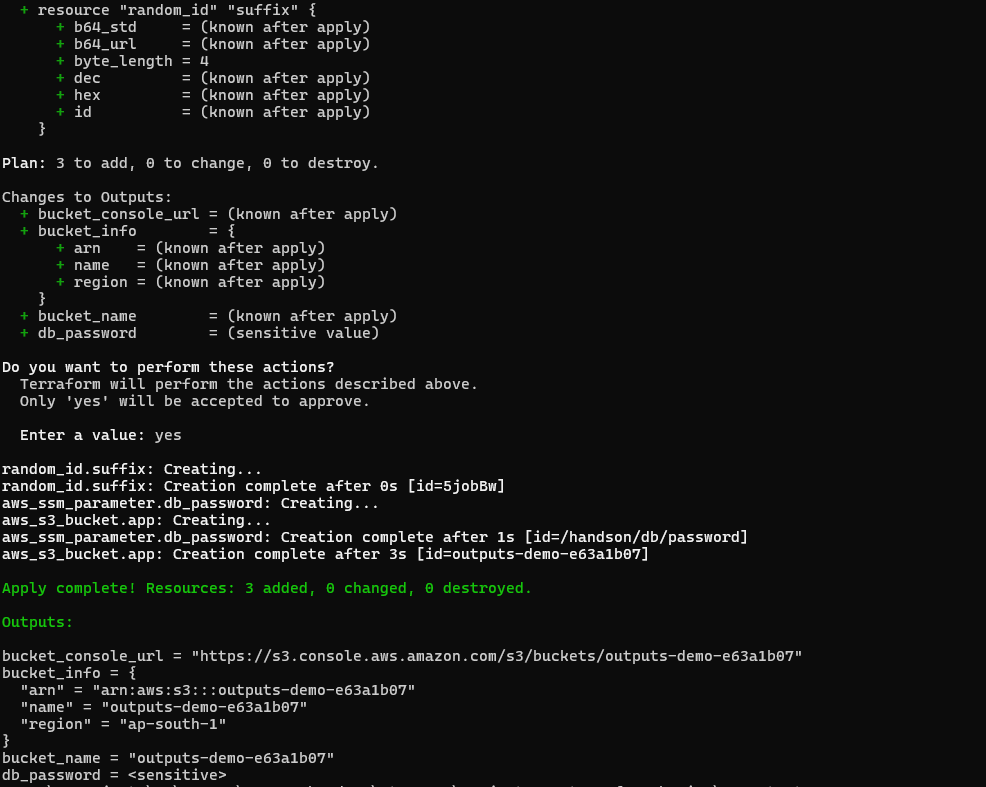 + resource "random_id" "suffix" {
+ b64_std     = (known after apply)
+ b64_url     = (known after apply)
+ byte_length = 4
+ dec         = (known after apply)
+ hex         = (known after apply)
+ id          = (known after apply)
}
Plan: 3 to add, 0 to change, 0 to destroy.
Changes to Outputs:
+ bucket_console_url = (known after apply)
+ bucket_info        = {
+ arn    = (known after apply)
+ name   = (known after apply)
+ region = (known after apply)
}
+ bucket_name        = (known after apply)
+ db_password        = (sensitive value)
Do you want to perform these actions?
Terraform will perform the actions described above.
Only 'yes' will be accepted to approve.
Enter a value: yes
random_id.suffix: Creating...
random_id.suffix: Creation complete after 0s [id=5jobBw]
aws_ssm_parameter.db_password: Creating...
aws_s3_bucket.app: Creating...
aws_ssm_parameter.db_password: Creation complete after 1s [id=/handson/db/password]
aws_s3_bucket.app: Creation complete after 3s [id=outputs-demo-e63a1b07]
Apply complete! Resources: 3 added, 0 changed, 0 destroyed.
Outputs:
bucket_console_url = "https://s3.console.aws.amazon.com/s3/buckets/outputs-demo-e63a1b07"
bucket_info = {
"arn" = "arn:aws:s3:::outputs-demo-e63a1b07"
"name" = "outputs-demo-e63a1b07"
"region" = "ap-south-1"
}
bucket_name = "outputs-demo-e63a1b07"
db_password = <sensitive>